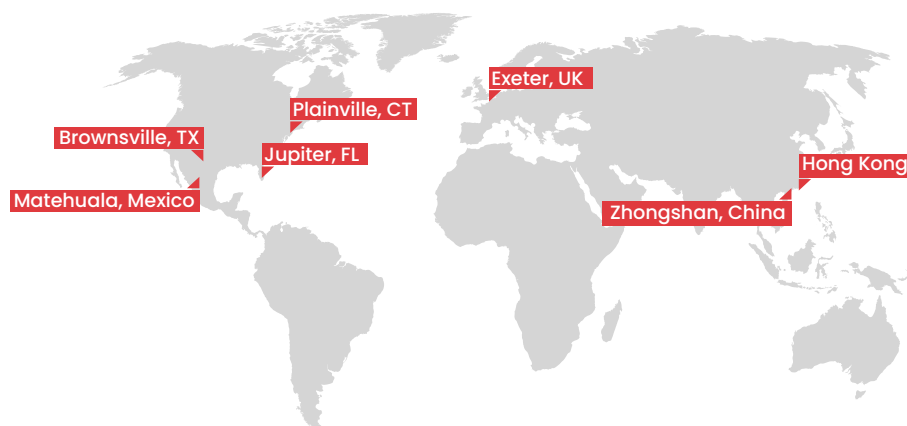 Exeter, UK
Plainville, CT
Brownsville, TX
Jupiter, FL
Hong Kong
Matehuala, Mexico
Zhongshan, China